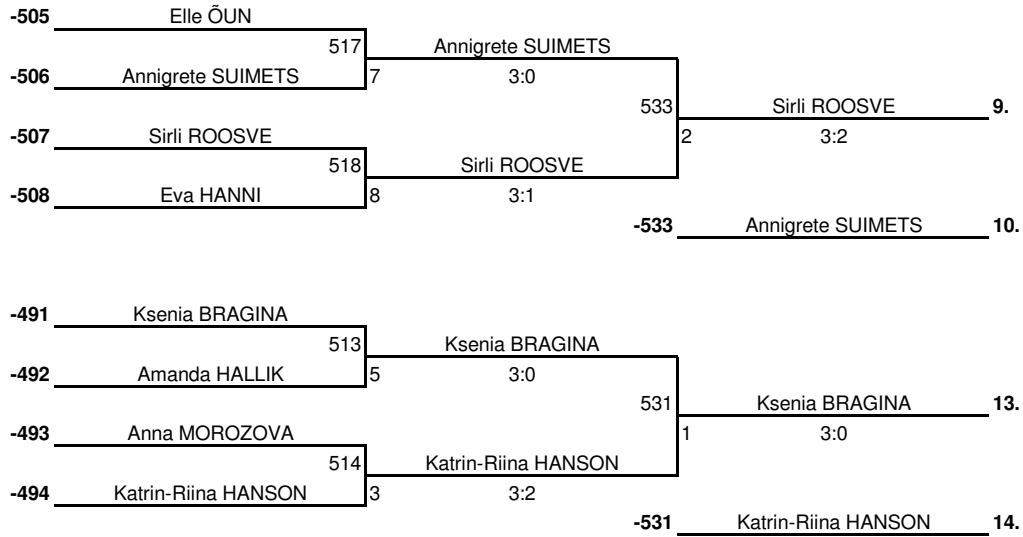 -505 Elle ÕUN
517 Annigrete SUIMETS
-506 Annigrete SUIMETS 7 3:0
533 Sirli ROOSVE 9.
-507 Sirli ROOSVE 2 3:2
518 Sirli ROOSVE
-508 Eva HANNI 8 3:1
-533 Annigrete SUIMETS 10.
-491 Ksenia BRAGINA
513 Ksenia BRAGINA
-492 Amanda HALLIK 5 3:0
531 Ksenia BRAGINA 13.
-493 Anna MOROZOVA 1 3:0
514 Katrin-Riina HANSON
-494 Katrin-Riina HANSON 3 3:2
-531 Katrin-Riina HANSON 14.